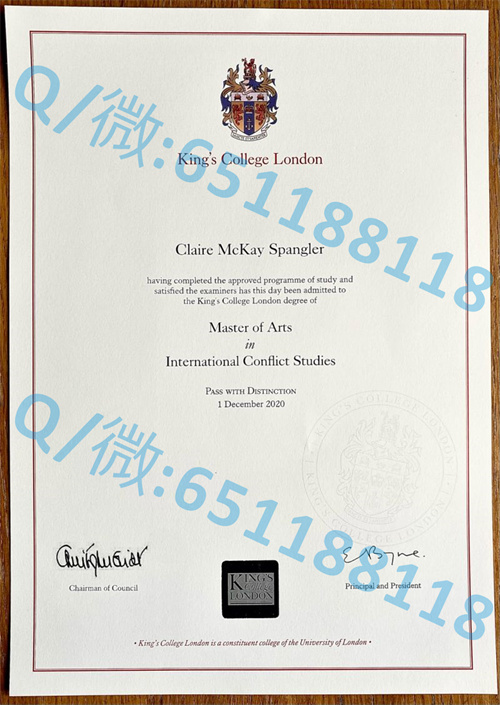 King's College London
Claire McKay Spangler
having completed the approved programme of study and
satisfied the examiners has this day been admitted to
the King's College London degree of
Master of Arts
in
International Conflict Studies
Pass with Distinction
1 December 2020
KING'S COLLEGE LONDON
Chairman of Council
KING'S
College
LONDON
Principal and President
• King's College London is a constituent college of the University of London •
Q/微:651188118
Q/微:651188118